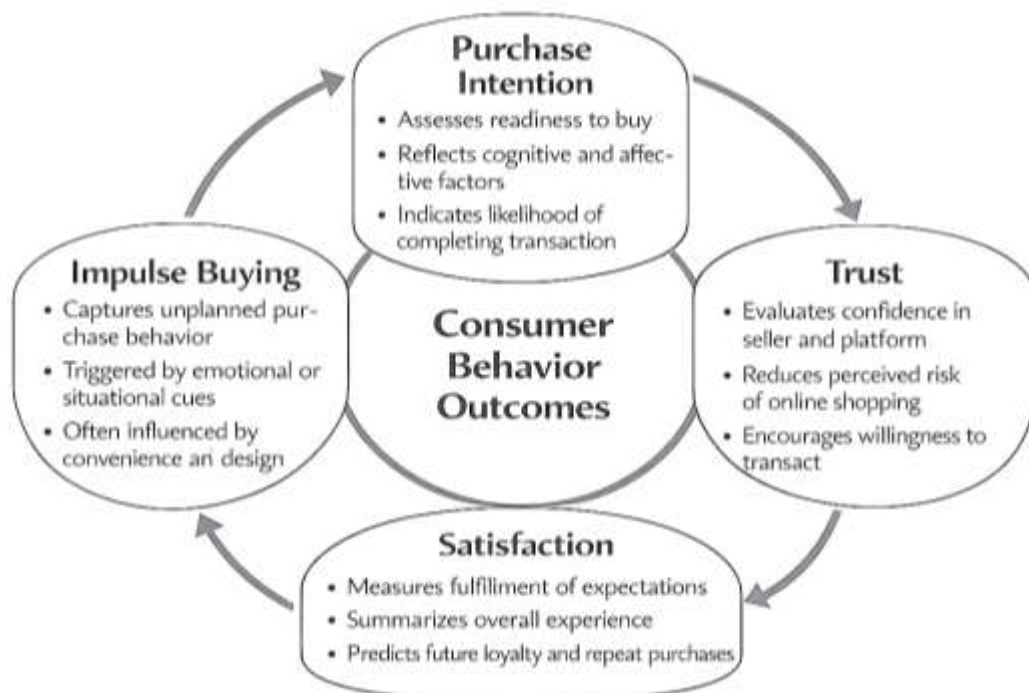 Purchase
Intention
• Assesses readiness to buy
• Reflects cognitive and affec-
tive factors
• Indicates likelihood of
completing transaction
Impulse Buying
• Captures unplanned pur-
chase behavior
• Triggered by emotional or
situational cues
• Often influenced by
convenience an design
Consumer
Behavior
Outcomes
Trust
• Evaluates confidence in
seller and platform
• Reduces perceived risk
of online shopping
• Encourages willingness to
transact
Satisfaction
• Measures fulfillment of expectations
• Summarizes overall experience
• Predicts future loyalty and repeat purchases